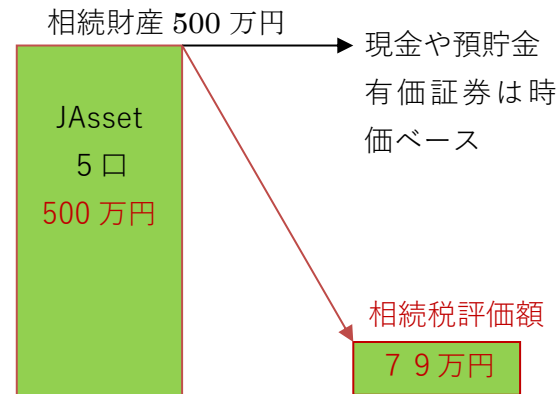 相続財産 500 万円
JAsset
5 口
500 万円
現金や預貯金
有価証券は時
価ベース
相続税評価額
７９万円